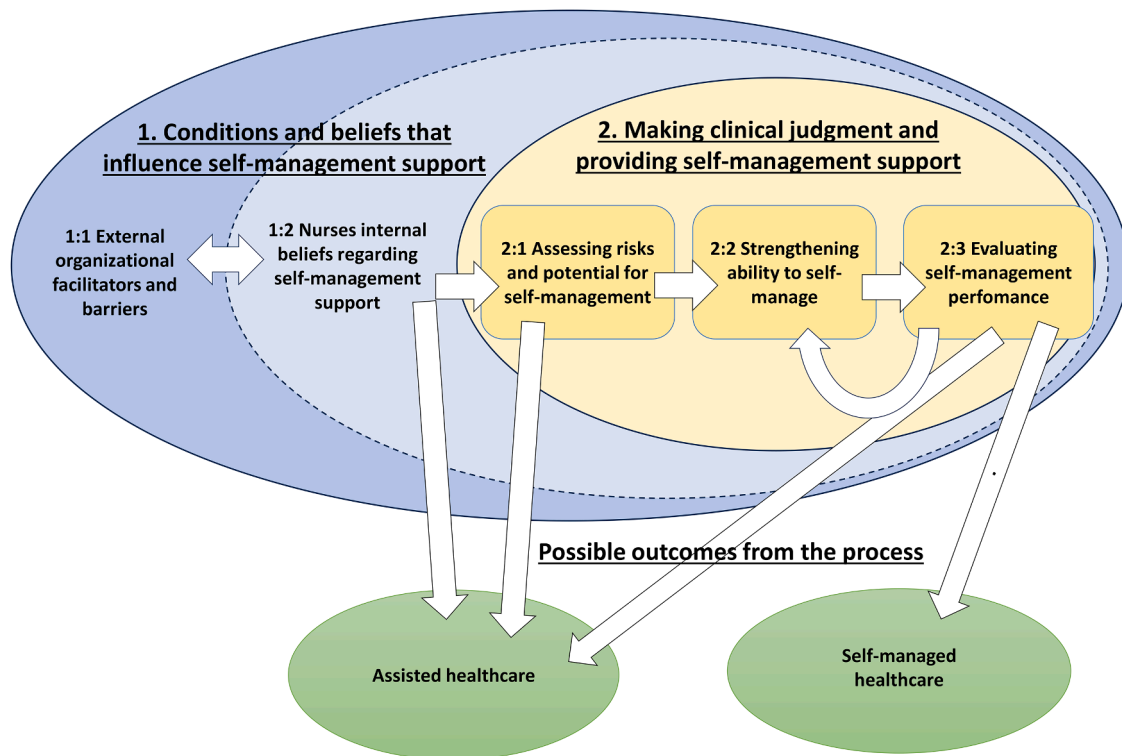 1. Conditions and beliefs that
influence self-management support
2. Making clinical judgment and
providing self-management support
1:1 External
organizational
facilitators and
barriers
1:2 Nurses internal
beliefs regarding
self-management
support
2:1 Assessing risks
and potential for
self-management
2:2 Strengthening
ability to self-
manage
2:3 Evaluating
self-management
perfomance
Possible outcomes from the process
Assisted healthcare
Self-managed
healthcare